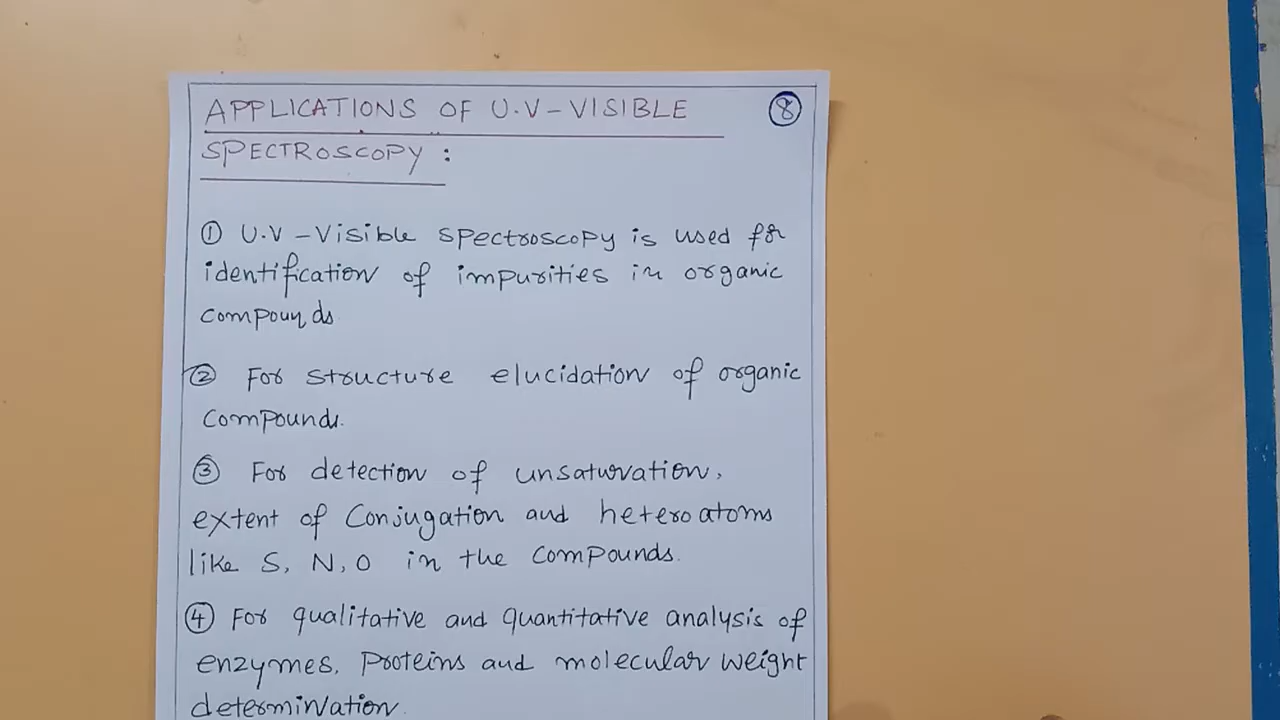 APPLICATIONS OF U.V-VISIBLE
⑧
SPECTROSCOPY :
① U.V-Visible spectroscopy is used for
identification of impurities in organic
compounds
② For structure elucidation of organic
compounds.
③ For detection of unsaturation,
extent of Conjugation and heteroatoms
like S, N, O in the compounds.
④ For qualitative and quantitative analysis of
enzymes, Proteins and molecular weight
determination.